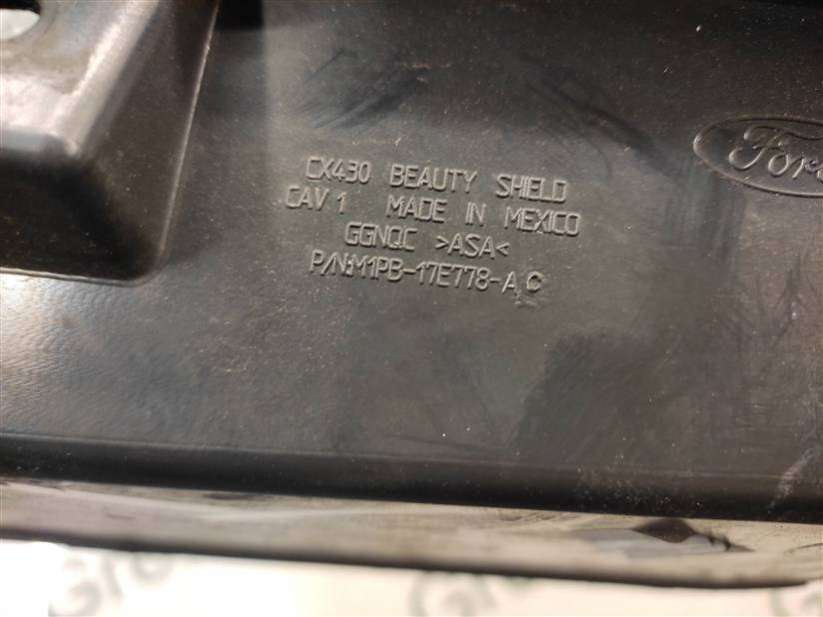 Ford
CX430 BEAUTY SHIELD
CAV 1 MADE IN MEXICO
GGNQC >ASA<
P/N:M1PB-17E778-A C